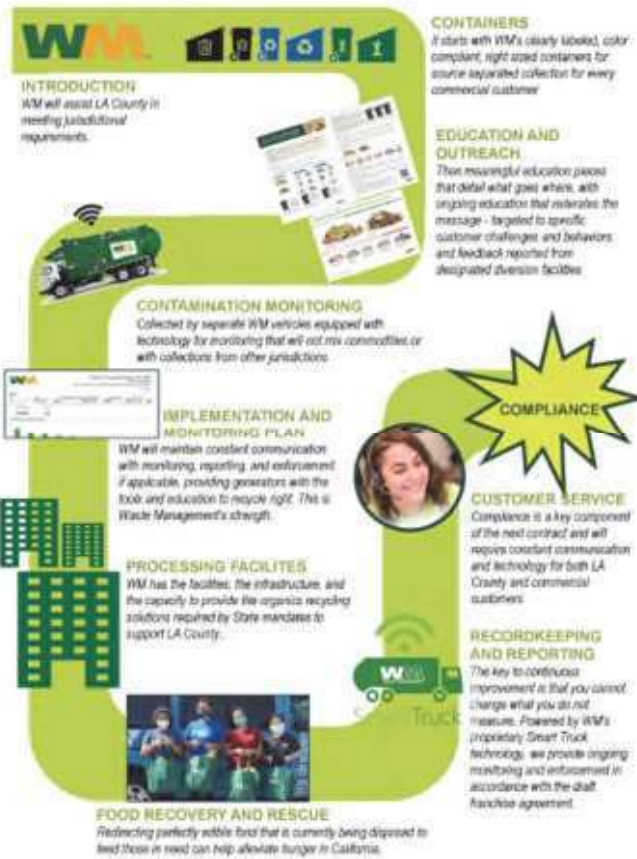 WM
INTRODUCTION
WM will assist LA County in
meeting jurisdictional
requirements.
CONTAINERS
It starts with WM's clearly labeled, color
compliant, right sized containers for
source separated collection for every
commercial customer
EDUCATION AND
OUTREACH
Then meaningful education pieces
that detail what goes where, with
ongoing education that reiterates the
message - targeted to specific
customer challenges and behaviors
and feedback reported from
designated diversion facilities
WM
CONTAMINATION MONITORING
Collected by separate WM vehicles equipped with
technology for monitoring that will not mix commodities or
with collections from other jurisdictions
WM
IMPLEMENTATION AND
MONITORING PLAN
WM will maintain constant communication
with monitoring, reporting, and enforcement
if applicable, providing generators with the
tools and education to recycle right. This is
Waste Management's strength.
PROCESSING FACILITES
WM has the facilities, the infrastructure, and
the capacity to provide the organics recycling
solutions required by State mandates to
support LA County.
FOOD RECOVERY AND RESCUE
Redirecting perfectly edible food that is currently being disposed to
feed those in need can help alleviate hunger in California.
WM
Smart Truck
RECORDKEEPING
AND REPORTING
The key to continuous
improvement is that you cannot
change what you do not
measure. Powered by WM's
proprietary Smart Truck
technology, we provide ongoing
monitoring and enforcement in
accordance with the draft
franchise agreement.
CUSTOMER SERVICE
Compliance is a key component
of the next contract and will
require constant communication
and technology for both LA
County and commercial
customers
COMPLIANCE